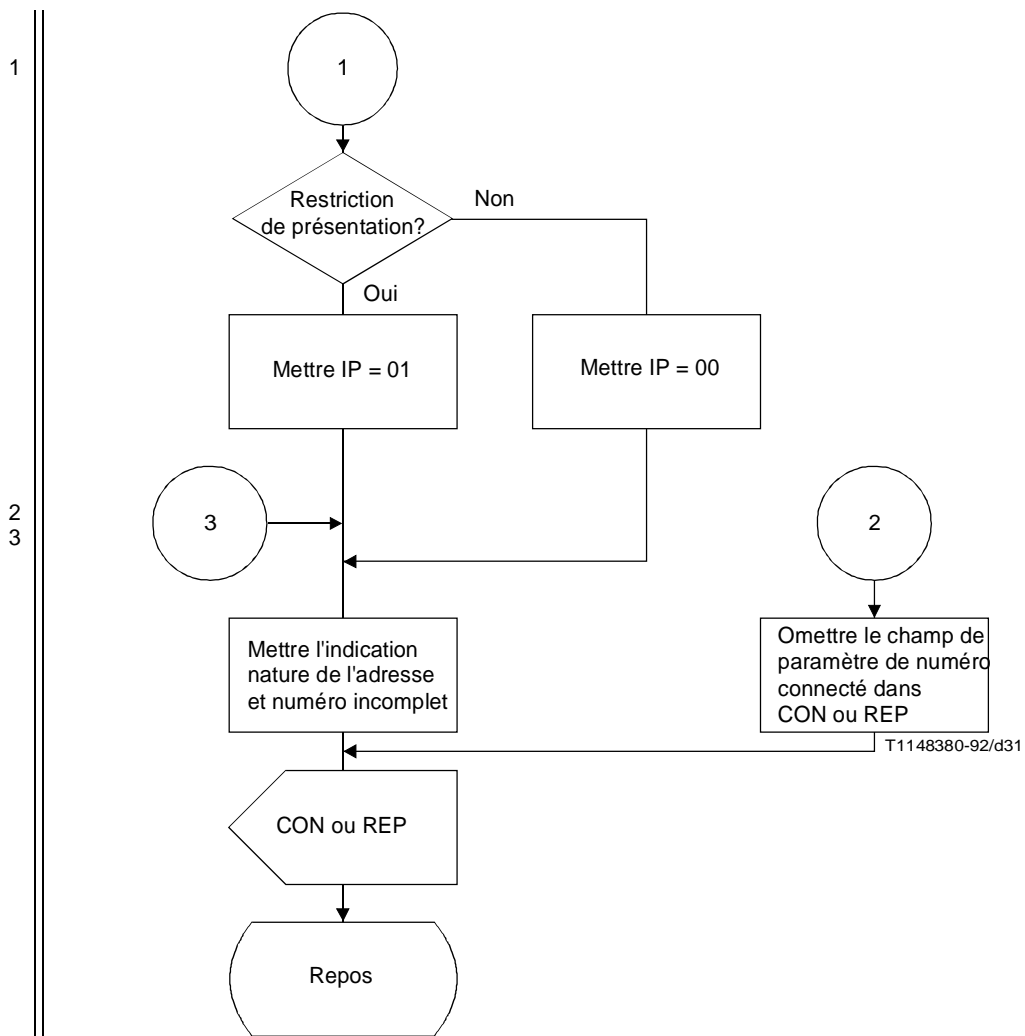 1
1
Restriction
de présentation?
Non
Oui
Mettre IP = 01
Mettre IP = 00
2
3
3
2
Mettre l'indication
nature de l'adresse
et numéro incomplet
Omettre le champ de
paramètre de numéro
connecté dans
CON ou REP
T1148380-92/d31
CON ou REP
Repos